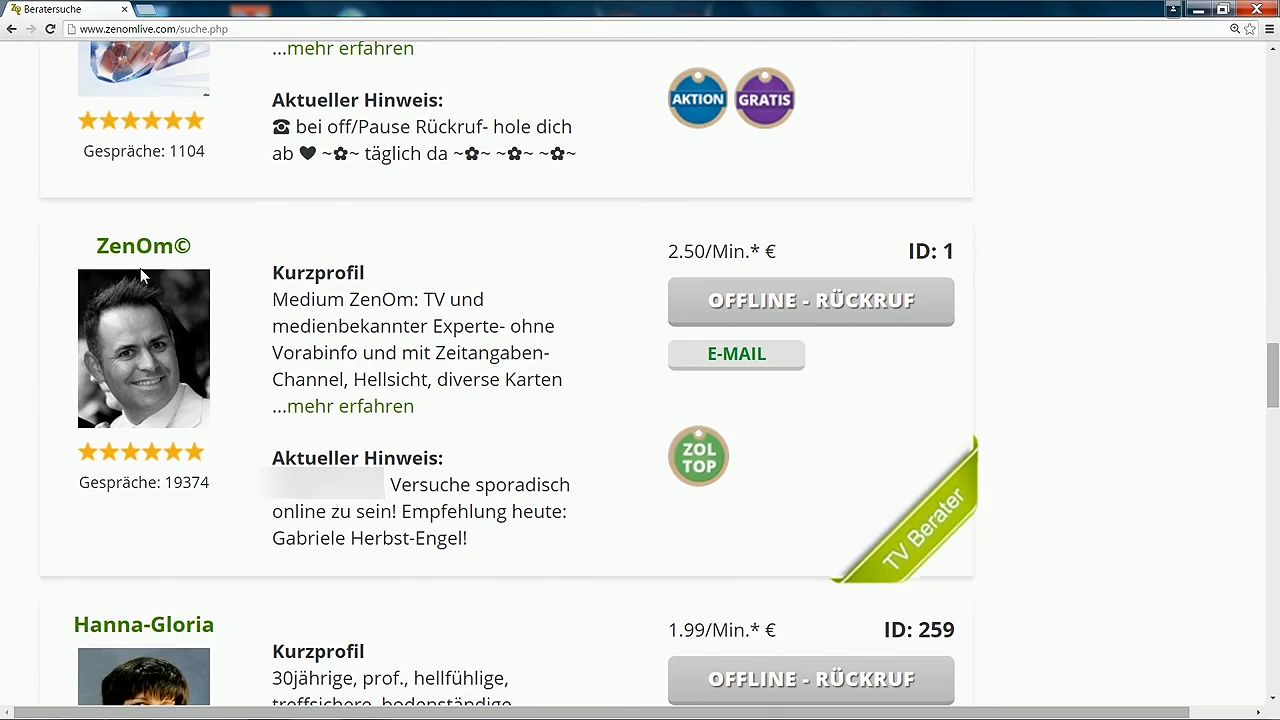 Beratersuche
www.zenomlive.com/suche.php
...mehr erfahren
Aktueller Hinweis:
☎ bei off/Pause Rückruf- hole dich
ab ♥ ~✿~ täglich da ~✿~ ~✿~ ~✿~
Gespräche: 1104
AKTION
GRATIS
ZenOm©
Gespräche: 19374
Kurzprofil
Medium ZenOm: TV und
medienbekannter Experte- ohne
Vorabinfo und mit Zeitangaben-
Channel, Hellsicht, diverse Karten
...mehr erfahren
Aktueller Hinweis:
Versuche sporadisch
online zu sein! Empfehlung heute:
Gabriele Herbst-Engel!
2.50/Min.* €
ID: 1
OFFLINE - RÜCKRUF
E-MAIL
ZOL
TOP
TV Berater
Hanna-Gloria
Kurzprofil
30jährige, prof., hellfühlige,
treffsichere, bodenständige
1.99/Min.* €
ID: 259
OFFLINE - RÜCKRUF